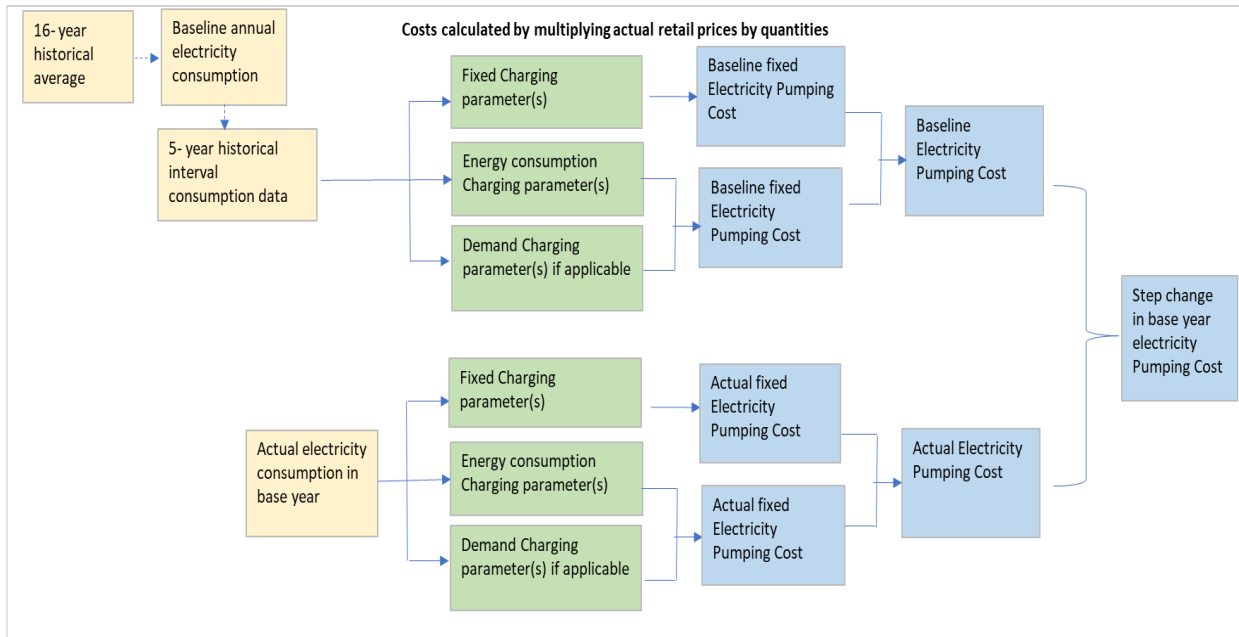 Costs calculated by multiplying actual retail prices by quantities
16- year
historical
average
Baseline annual
electricity
consumption
5- year historical
interval
consumption data
Fixed Charging
parameter(s)
Energy consumption
Charging parameter(s)
Demand Charging
parameter(s) if applicable
Baseline fixed
Electricity Pumping
Cost
Baseline fixed
Electricity
Pumping Cost
Baseline
Electricity
Pumping Cost
Step change
in base year
electricity
Pumping Cost
Actual electricity
consumption in
base year
Fixed Charging
parameter(s)
Energy consumption
Charging parameter(s)
Demand Charging
parameter(s) if applicable
Actual fixed
Electricity
Pumping Cost
Actual fixed
Electricity
Pumping Cost
Actual Electricity
Pumping Cost